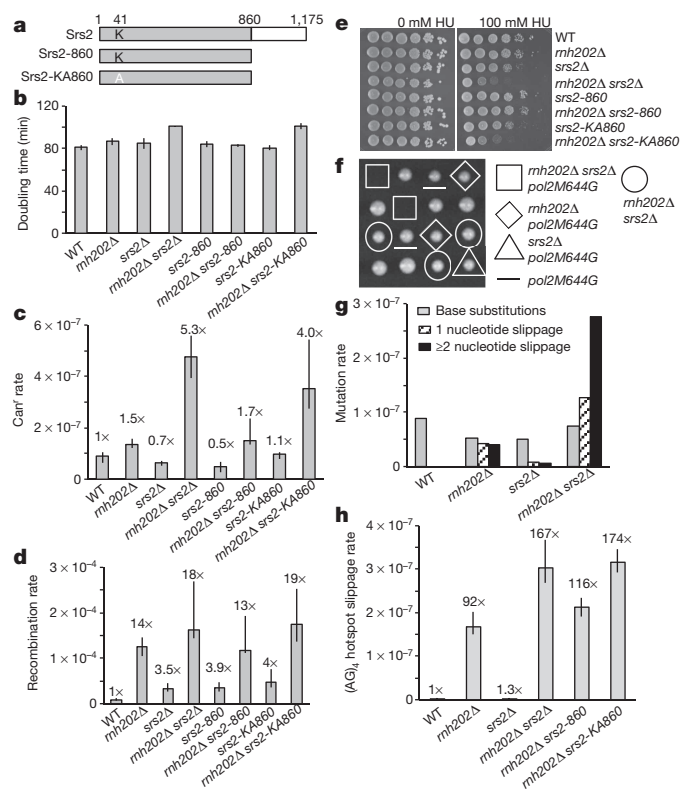 a
1 41 860 1,175
Srs2 K
Srs2-860 K
Srs2-KA860 A
b
Doubling time (min)
120
80
40
0
WT
rnh202Δ
srs2Δ
rnh202Δ srs2Δ
srs2-860
rnh202Δ srs2-860
srs2-KA860
rnh202Δ srs2-KA860
c
Canʳ rate
6 × 10⁻⁷
4 × 10⁻⁷
2 × 10⁻⁷
0
1×
1.5×
0.7×
5.3×
0.5×
1.7×
1.1×
4.0×
WT
rnh202Δ
srs2Δ
rnh202Δ srs2Δ
srs2-860
rnh202Δ srs2-860
srs2-KA860
rnh202Δ srs2-KA860
d
Recombination rate
3 × 10⁻⁴
2 × 10⁻⁴
1 × 10⁻⁴
0
1×
14×
3.5×
18×
3.9×
13×
4×
19×
WT
rnh202Δ
srs2Δ
rnh202Δ srs2Δ
srs2-860
rnh202Δ srs2-860
srs2-KA860
rnh202Δ srs2-KA860
e
0 mM HU 100 mM HU
WT
rnh202Δ
srs2Δ
rnh202Δ srs2Δ
srs2-860
rnh202Δ srs2-860
srs2-KA860
rnh202Δ srs2-KA860
f
rnh202Δ srs2Δ
pol2M644G
rnh202Δ
pol2M644G
srs2Δ
pol2M644G
pol2M644G
rnh202Δ
srs2Δ
g
Mutation rate
3 × 10⁻⁷
2 × 10⁻⁷
1 × 10⁻⁷
0
Base substitutions
1 nucleotide slippage
≥2 nucleotide slippage
WT
rnh202Δ
srs2Δ
rnh202Δ srs2Δ
h
(AG)₄ hotspot slippage rate
4 × 10⁻⁷
3 × 10⁻⁷
2 × 10⁻⁷
1 × 10⁻⁷
0
1×
92×
1.3×
167×
116×
174×
WT
rnh202Δ
srs2Δ
rnh202Δ srs2Δ
rnh202Δ srs2-860
rnh202Δ srs2-KA860